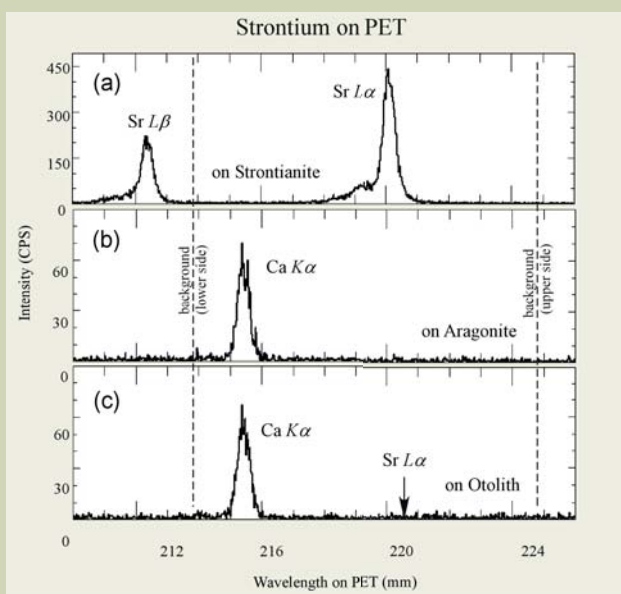 Strontium on PET
450
(a)
Sr Lα
Sr Lβ
300
150
on Strontianite
0
(b)
Ca Kα
60
background
(lower side)
background
(upper side)
Intensity (CPS)
30
on Aragonite
0
(c)
Ca Kα
60
Sr Lα
30
on Otolith
0
212
216
220
224
Wavelength on PET (mm)